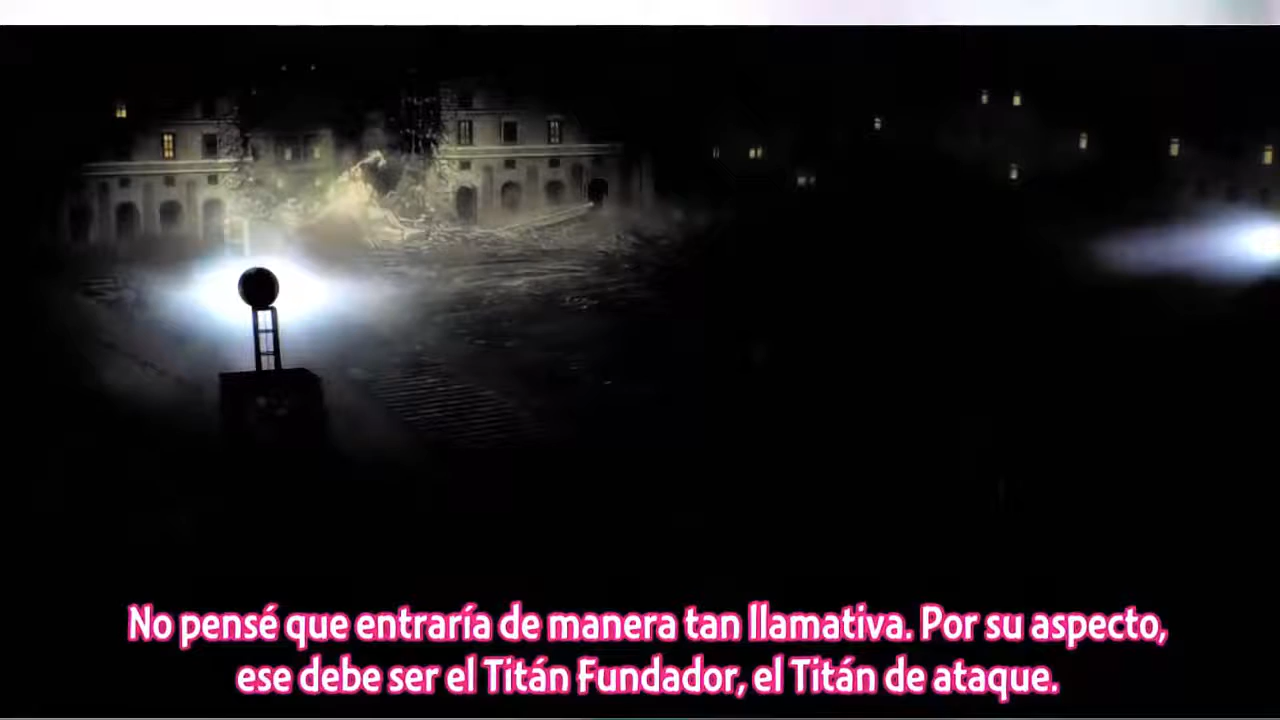 No pensé que entraría de manera tan llamativa. Por su aspecto,
ese debe ser el Titán Fundador, el Titán de ataque.